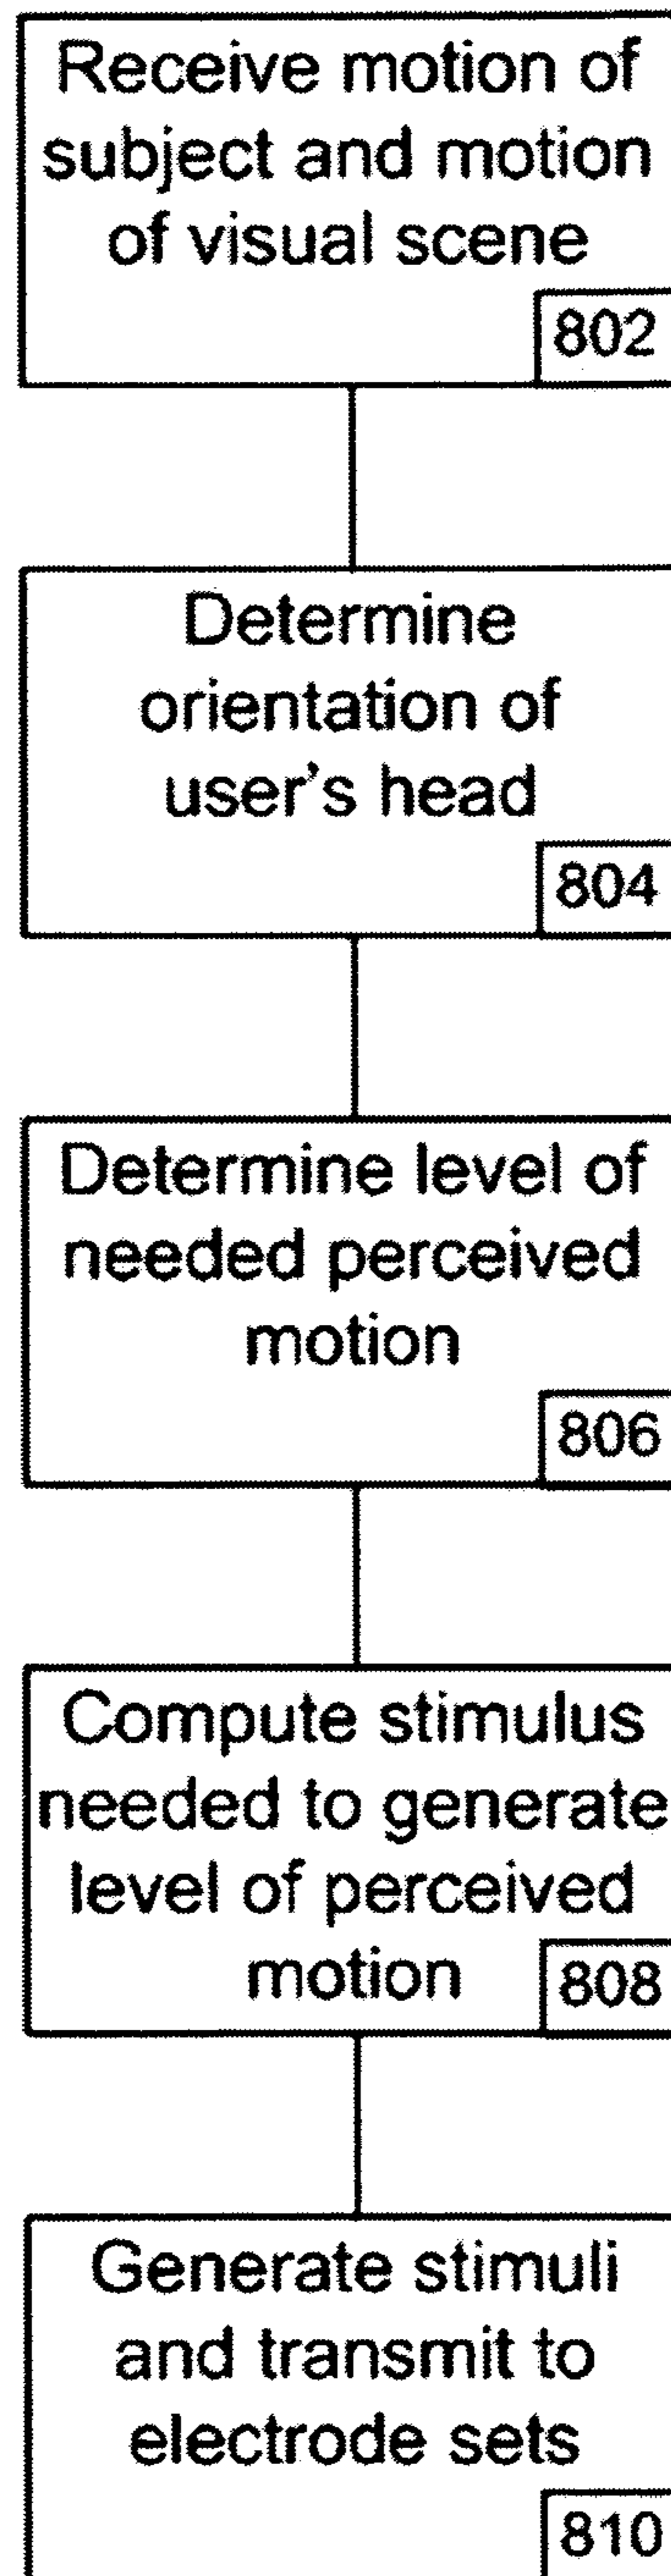 Receive motion of
subject and motion
of visual scene
802
Determine
orientation of
user's head
804
Determine level of
needed perceived
motion
806
Compute stimulus
needed to generate
level of perceived
motion
808
Generate stimuli
and transmit to
electrode sets
810